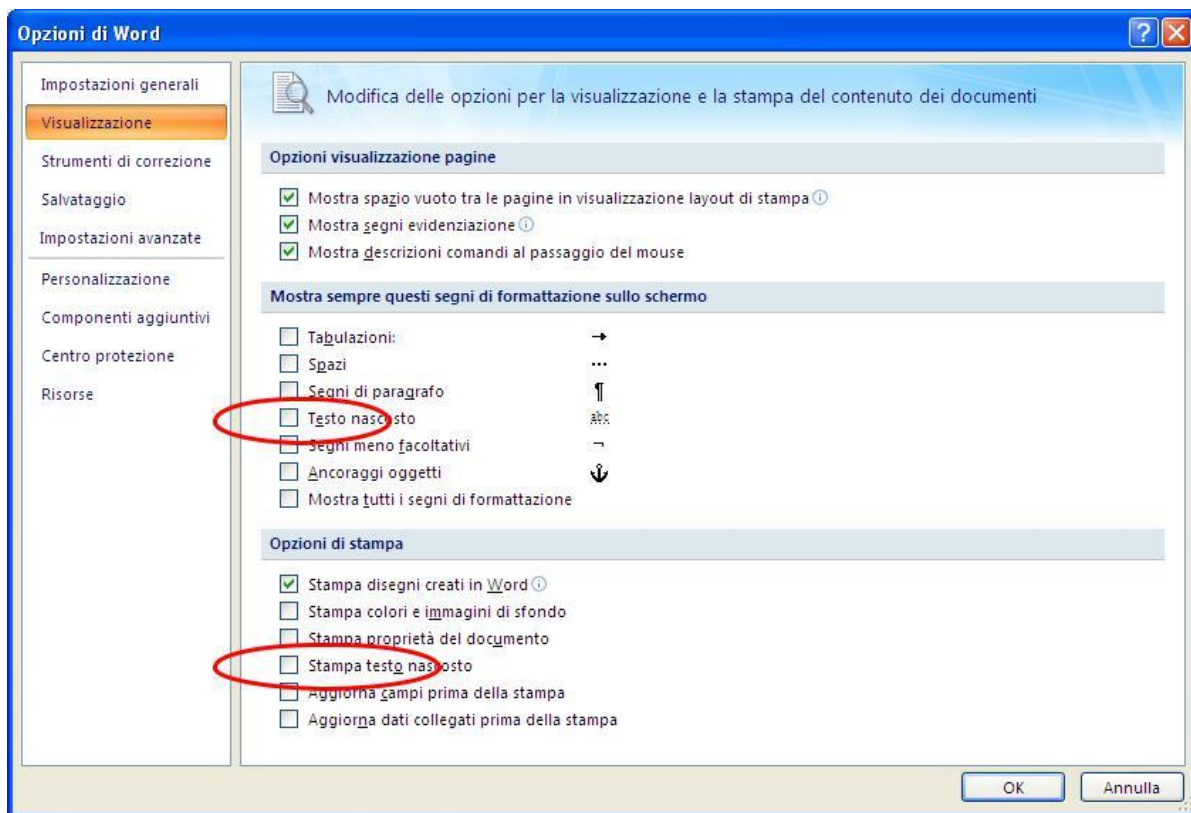 Opzioni di Word
Impostazioni generali
Visualizzazione
Strumenti di correzione
Salvataggio
Impostazioni avanzate
Personalizzazione
Componenti aggiuntivi
Centro protezione
Risorse
Modifica delle opzioni per la visualizzazione e la stampa del contenuto dei documenti
Opzioni visualizzazione pagine
Mostra spazio vuoto tra le pagine in visualizzazione layout di stampa
Mostra segni evidenziazione
Mostra descrizioni comandi al passaggio del mouse
Mostra sempre questi segni di formattazione sullo schermo
Tabulazioni: →
Spazi ...
Segni di paragrafo ¶
Testo nascosto abc
Segni meno facoltativi ¬
Ancoraggi oggetti
Mostra tutti i segni di formattazione
Opzioni di stampa
Stampa disegni creati in Word
Stampa colori e immagini di sfondo
Stampa proprietà del documento
Stampa testo nascosto
Aggiorna campi prima della stampa
Aggiorna dati collegati prima della stampa
OK Annulla